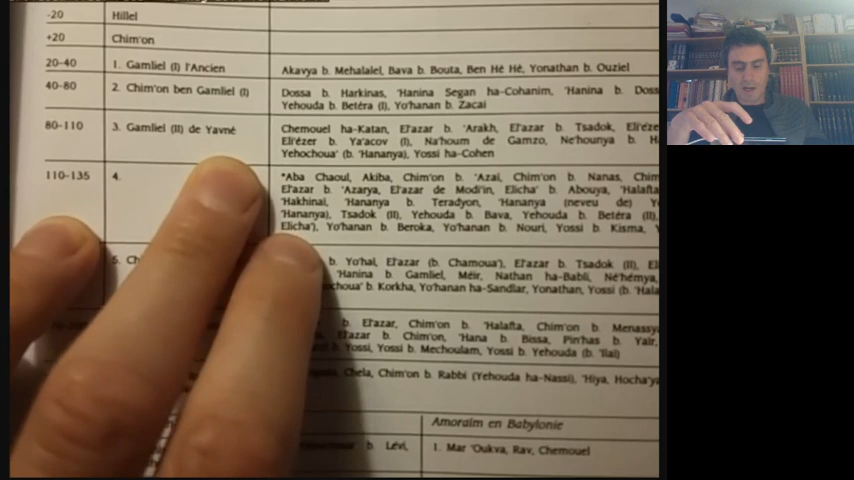 -20 Hillel
+20 Chim'on
20-40 1. Gamliel (I) l'Ancien Akavya b. Mehalalel, Bava b. Bouta, Ben Hé Hé, Yonathan b. Ouziel
40-80 2. Chim'on ben Gamliel (I) Dossa b. Harkinas, 'Hanina Segan ha-Cohanim, 'Hanina b. Doss
Yehouda b. Betéra (I), Yo'hanan b. Zacaï
80-110 3. Gamliel (II) de Yavné Chemouel ha-Katan, El'azar b. 'Arakh, El'azar b. Tsadok, Eli'éze
Eli'ézer b. Ya'acov (I), Na'houm de Gamzo, Ne'hounya b. Ha
Yehochoua' (b. 'Hananya), Yossi ha-Cohen
110-135 4. *Aba Chaoul, Akiba, Chim'on b. 'Azaï, Chim'on b. Nanas, Chim
El'azar b. 'Azarya, El'azar de Modi'in, Elicha' b. Abouya, 'Halafta
'Hakhinaï, 'Hananya b. Teradyon, 'Hananya (neveu de) Y
'Hananya), Tsadok (II), Yehouda b. Bava, Yehouda b. Betéra (II),
Elicha'), Yo'hanan b. Beroka, Yo'hanan b. Nouri, Yossi b. Kisma, Y
5. Ch b. Yo'haï, El'azar (b. Chamoua'), El'azar b. Tsadok (II), El
'Hanina b. Gamliel, Méir, Nathan ha-Babli, Né'hémya,
choua' b. Korkha, Yo'hanan ha-Sandlar, Yonathan, Yossi (b. 'Hala
b. El'azar, Chim'on b. 'Halafta, Chim'on b. Menassya
El'azar b. Chim'on, 'Hana b. Bissa, Pin'has b. Yaïr,
b. Yossi, Yossi b. Mechoulam, Yossi b. Yehouda (b. 'Ilaï)
Chela, Chim'on b. Rabbi (Yehouda ha-Nassi), 'Hiya, Hocha'ya
Amoraïm en Babylonie
b. Lévi, 1. Mar 'Oukva, Rav, Chemouel